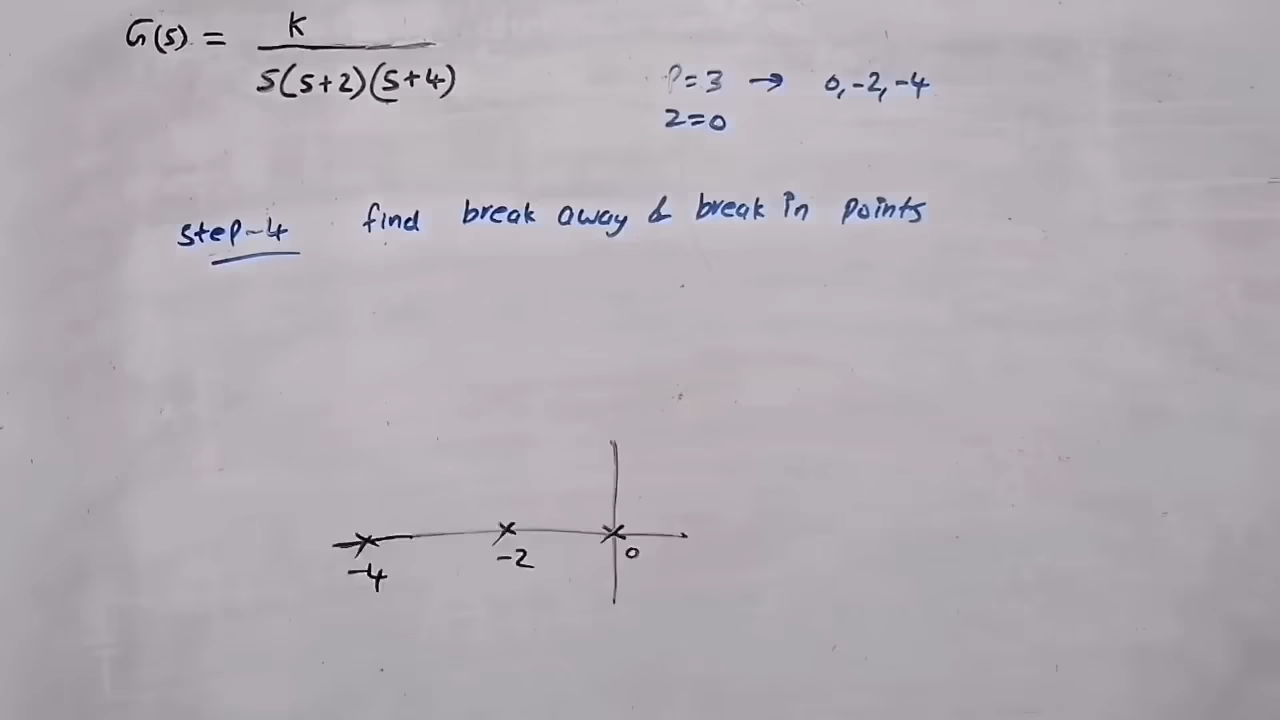 G(s) = K
s(s+2)(s+4)
P=3 → 0, -2, -4
Z=0
Step-4 find break away & break in points
-4 -2 0